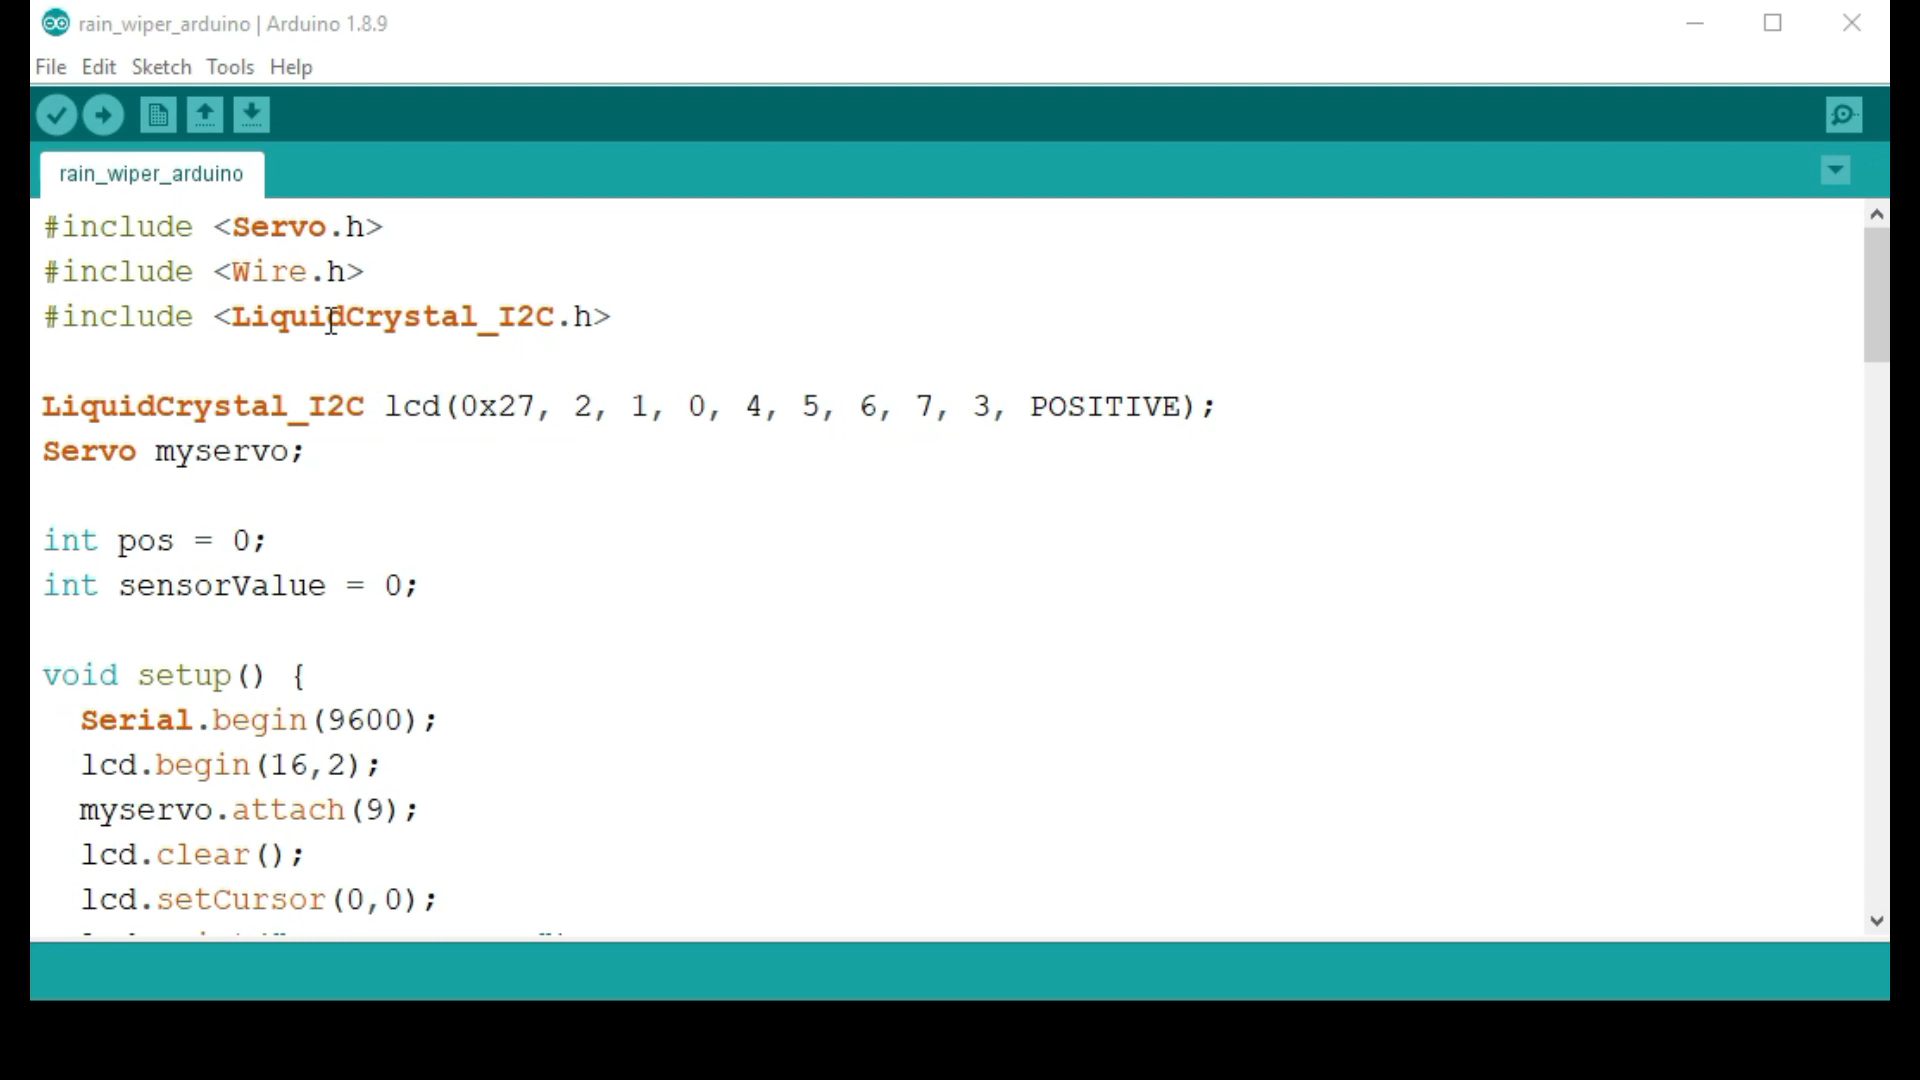 rain_wiper_arduino | Arduino 1.8.9
File Edit Sketch Tools Help
rain_wiper_arduino
#include <Servo.h>
#include <Wire.h>
#include <LiquidCrystal_I2C.h>
LiquidCrystal_I2C lcd(0x27, 2, 1, 0, 4, 5, 6, 7, 3, POSITIVE);
Servo myservo;
int pos = 0;
int sensorValue = 0;
void setup() {
Serial.begin(9600);
lcd.begin(16,2);
myservo.attach(9);
lcd.clear();
lcd.setCursor(0,0);